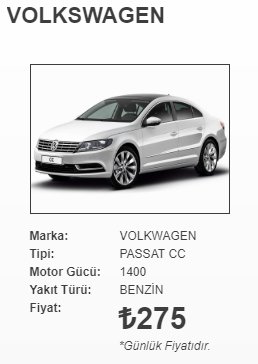 VOLKSWAGEN
CC
Marka: VOLKWAGEN
Tipi: PASSAT CC
Motor Gücü: 1400
Yakıt Türü: BENZİN
Fiyat: ₺275
*Günlük Fiyatıdır.